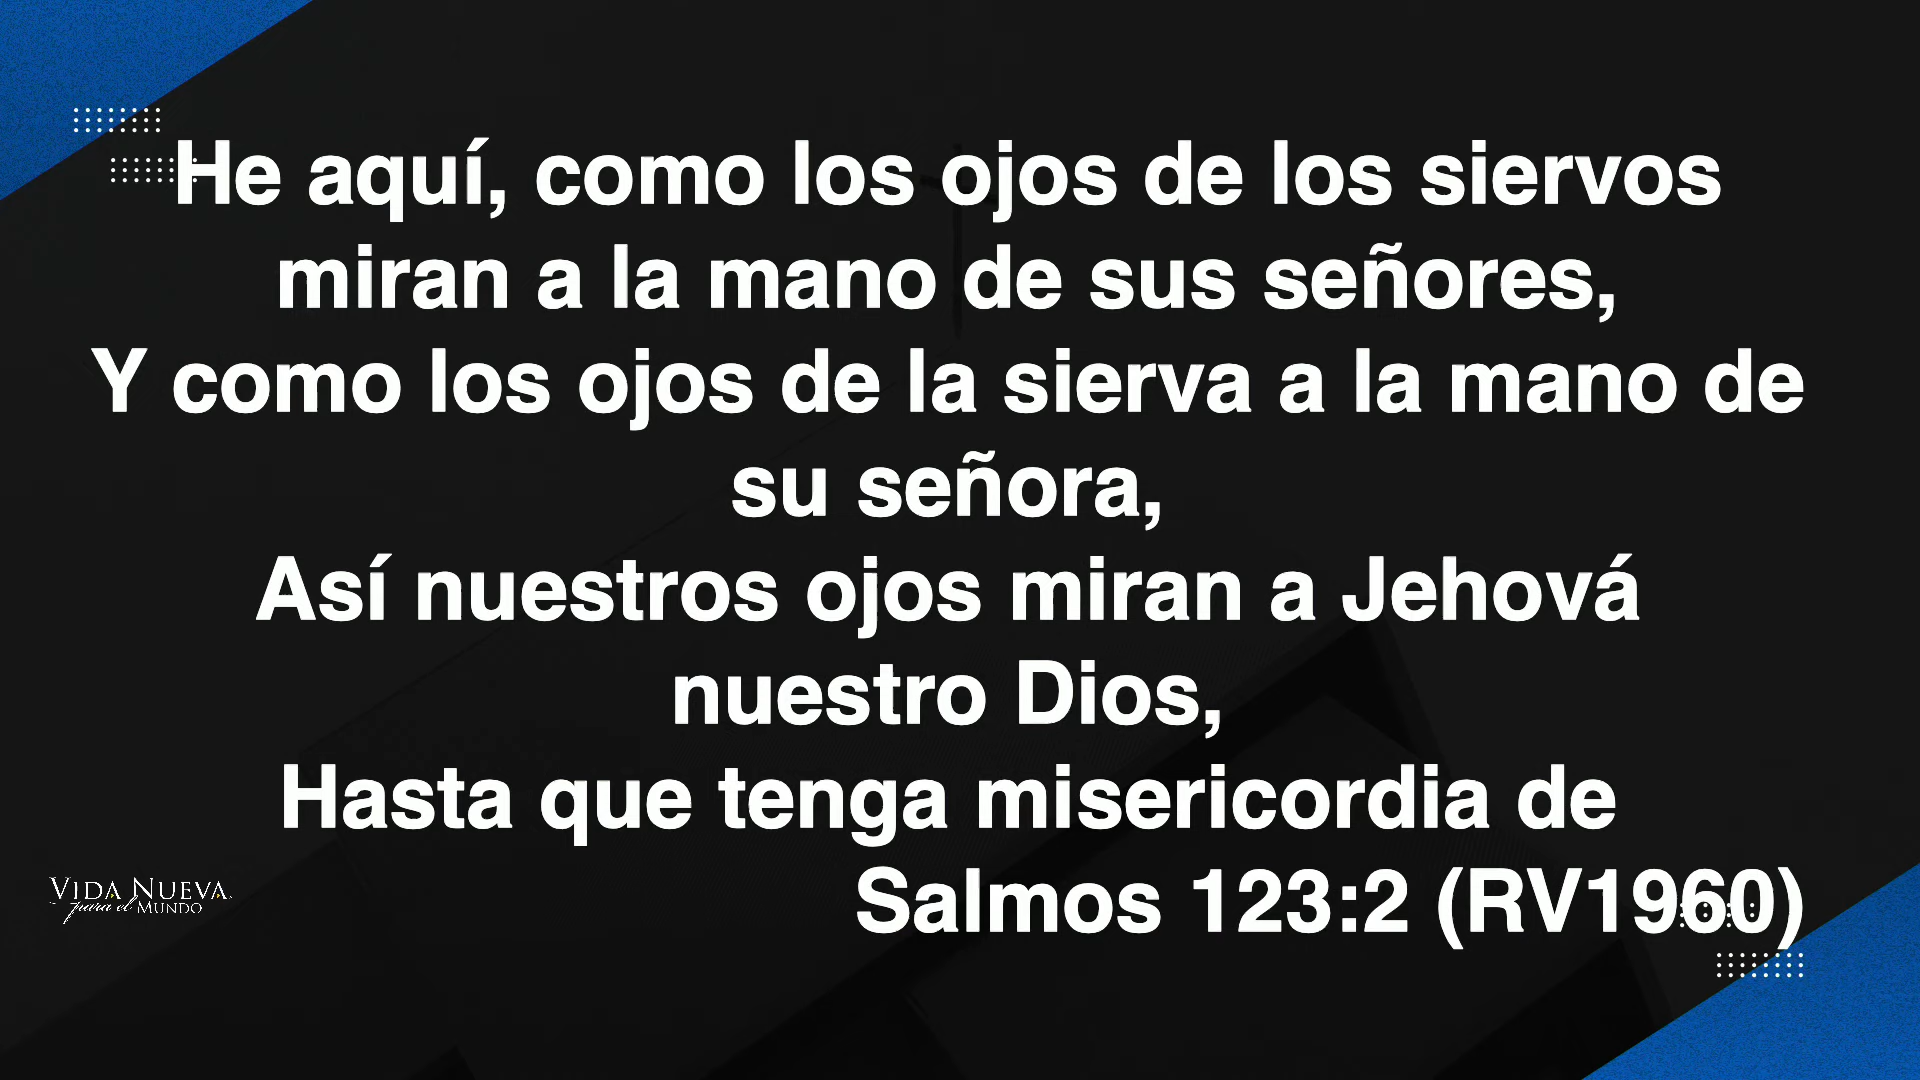 He aquí, como los ojos de los siervos
miran a la mano de sus señores,
Y como los ojos de la sierva a la mano de
su señora,
Así nuestros ojos miran a Jehová
nuestro Dios,
Hasta que tenga misericordia de
Salmos 123:2 (RV1960)
VIDA NUEVA
para el MUNDO